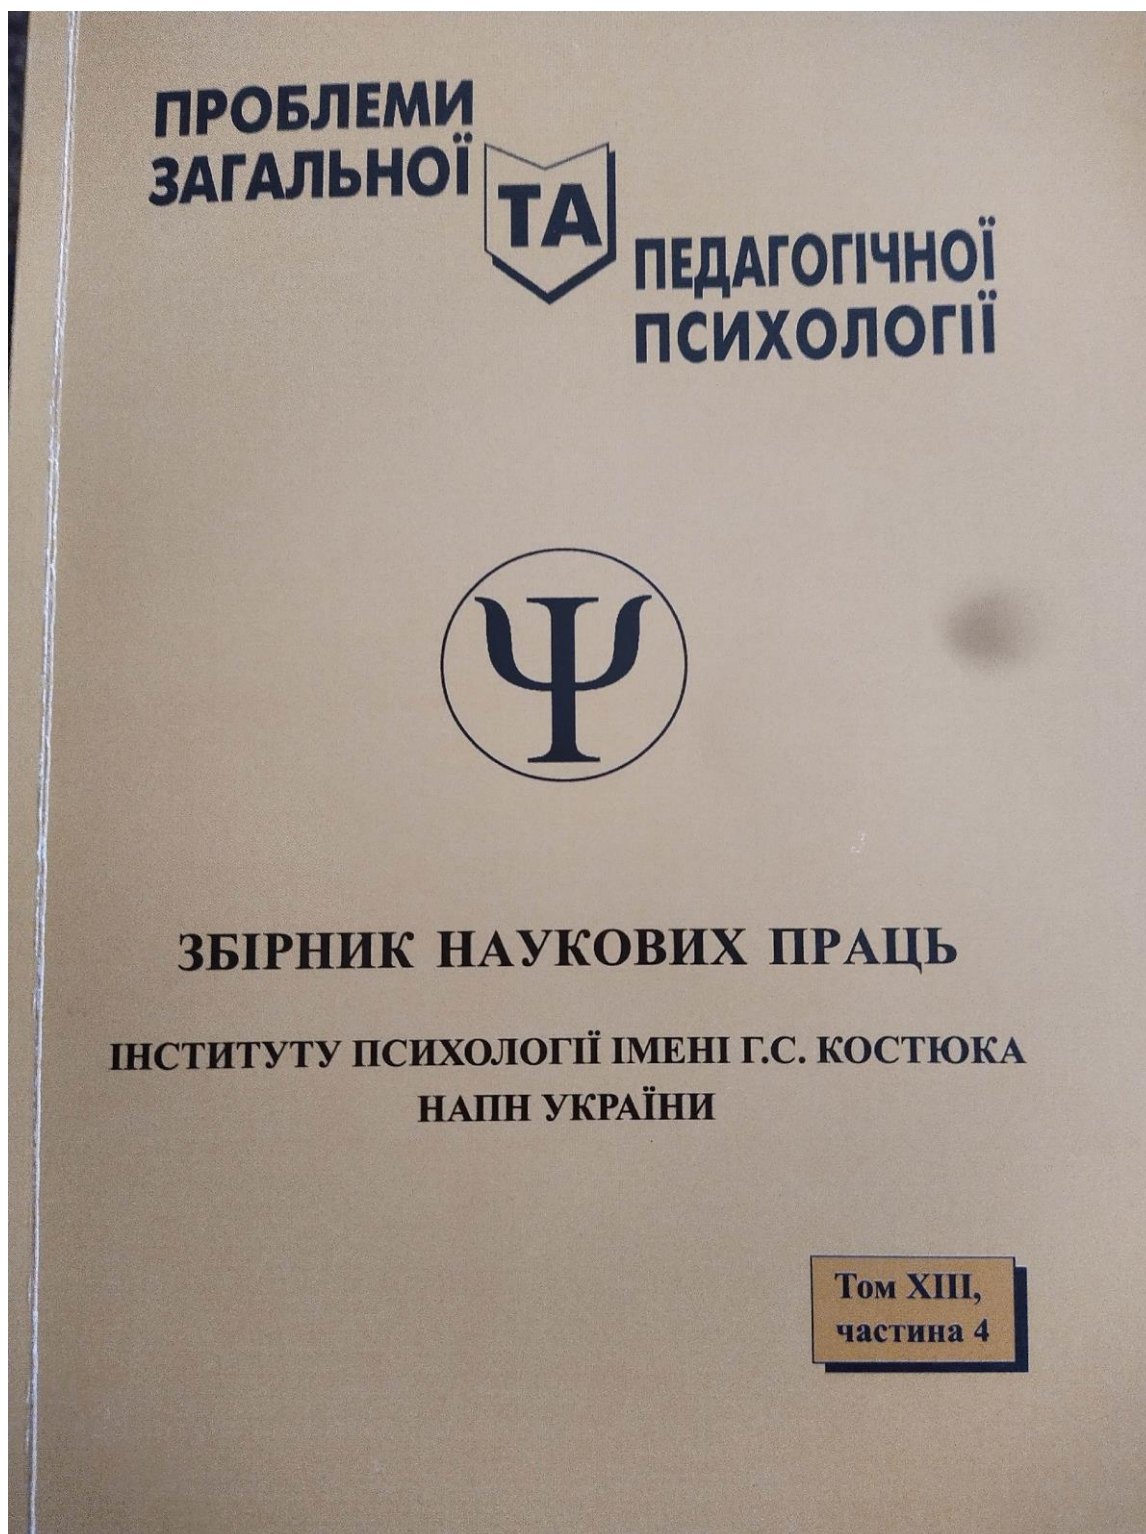 ПРОБЛЕМИ
ЗАГАЛЬНОЇ
ТА
ПЕДАГОГІЧНОЇ
ПСИХОЛОГІЇ
Ψ
ЗБІРНИК НАУКОВИХ ПРАЦЬ
ІНСТИТУТУ ПСИХОЛОГІЇ ІМЕНІ Г.С. КОСТЮКА
НАПН УКРАЇНИ
Том XIII,
частина 4